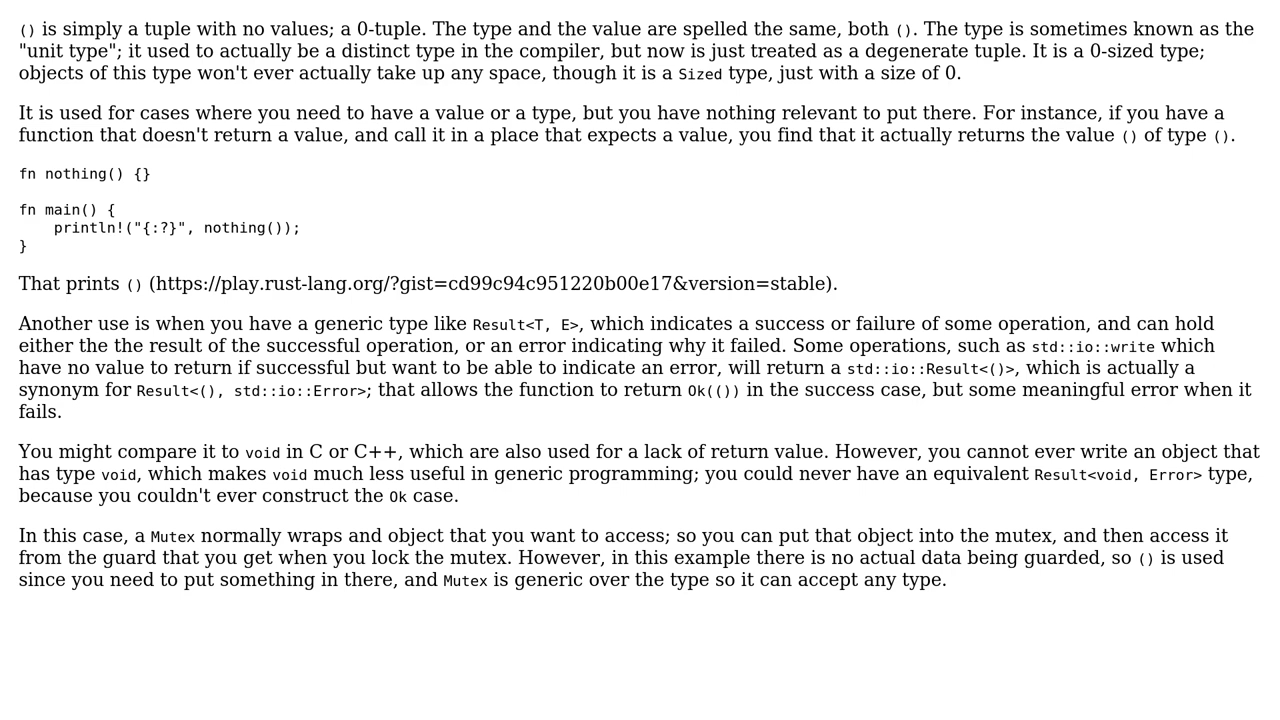 () is simply a tuple with no values; a 0-tuple. The type and the value are spelled the same, both (). The type is sometimes known as the
"unit type"; it used to actually be a distinct type in the compiler, but now is just treated as a degenerate tuple. It is a 0-sized type;
objects of this type won't ever actually take up any space, though it is a Sized type, just with a size of 0.
It is used for cases where you need to have a value or a type, but you have nothing relevant to put there. For instance, if you have a
function that doesn't return a value, and call it in a place that expects a value, you find that it actually returns the value () of type ().
fn nothing() {}
fn main() {
    println!("{:?}", nothing());
}
That prints () (https://play.rust-lang.org/?gist=cd99c94c951220b00e17&version=stable).
Another use is when you have a generic type like Result<T, E>, which indicates a success or failure of some operation, and can hold
either the the result of the successful operation, or an error indicating why it failed. Some operations, such as std::io::write which
have no value to return if successful but want to be able to indicate an error, will return a std::io::Result<()>, which is actually a
synonym for Result<(), std::io::Error>; that allows the function to return Ok(()) in the success case, but some meaningful error when it
fails.
You might compare it to void in C or C++, which are also used for a lack of return value. However, you cannot ever write an object that
has type void, which makes void much less useful in generic programming; you could never have an equivalent Result<void, Error> type,
because you couldn't ever construct the Ok case.
In this case, a Mutex normally wraps and object that you want to access; so you can put that object into the mutex, and then access it
from the guard that you get when you lock the mutex. However, in this example there is no actual data being guarded, so () is used
since you need to put something in there, and Mutex is generic over the type so it can accept any type.